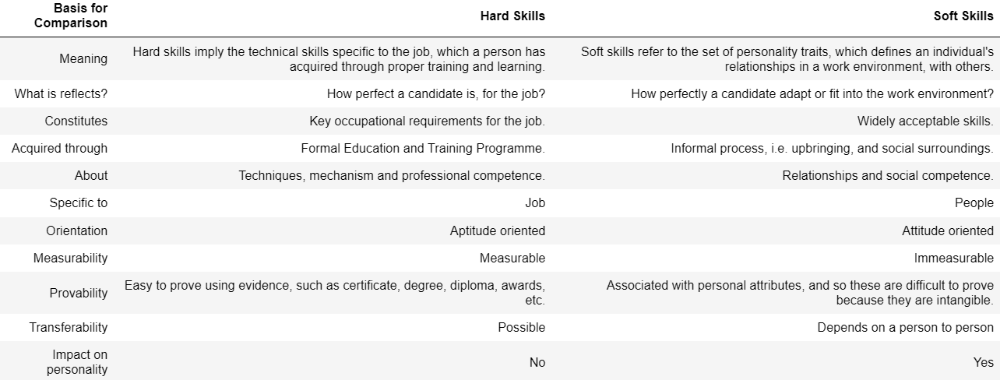 Basis for
Comparison
Hard Skills
Soft Skills
Meaning
Hard skills imply the technical skills specific to the job, which a person has
acquired through proper training and learning.
Soft skills refer to the set of personality traits, which defines an individual's
relationships in a work environment, with others.
What is reflects?
How perfect a candidate is, for the job?
How perfectly a candidate adapt or fit into the work environment?
Constitutes
Key occupational requirements for the job.
Widely acceptable skills.
Acquired through
Formal Education and Training Programme.
Informal process, i.e. upbringing, and social surroundings.
About
Techniques, mechanism and professional competence.
Relationships and social competence.
Specific to
Job
People
Orientation
Aptitude oriented
Attitude oriented
Measurability
Measurable
Immeasurable
Provability
Easy to prove using evidence, such as certificate, degree, diploma, awards,
etc.
Associated with personal attributes, and so these are difficult to prove
because they are intangible.
Transferability
Possible
Depends on a person to person
Impact on
personality
No
Yes